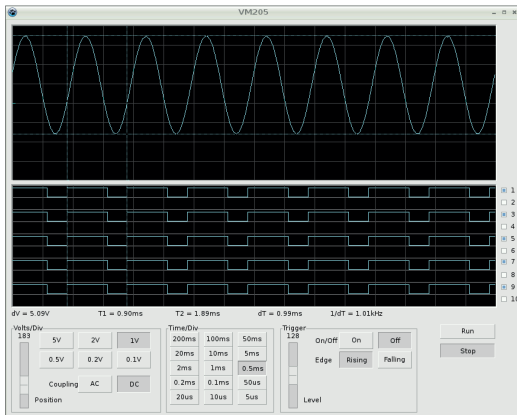 VM205
1
2
3
4
5
6
7
8
9
10
dV = 5.09V T1 = 0.90ms T2 = 1.89ms dT = 0.99ms 1/dT = 1.01kHz
Volts/Div Time/Div Trigger
183 5V 2V 1V 200ms 100ms 50ms 128 On/Off On Off Run
0.5V 0.2V 0.1V 20ms 10ms 5ms Edge Rising Falling Stop
2ms 1ms 0.5ms
Coupling AC DC 0.2ms 0.1ms 50us
Position 20us 10us 5us Level